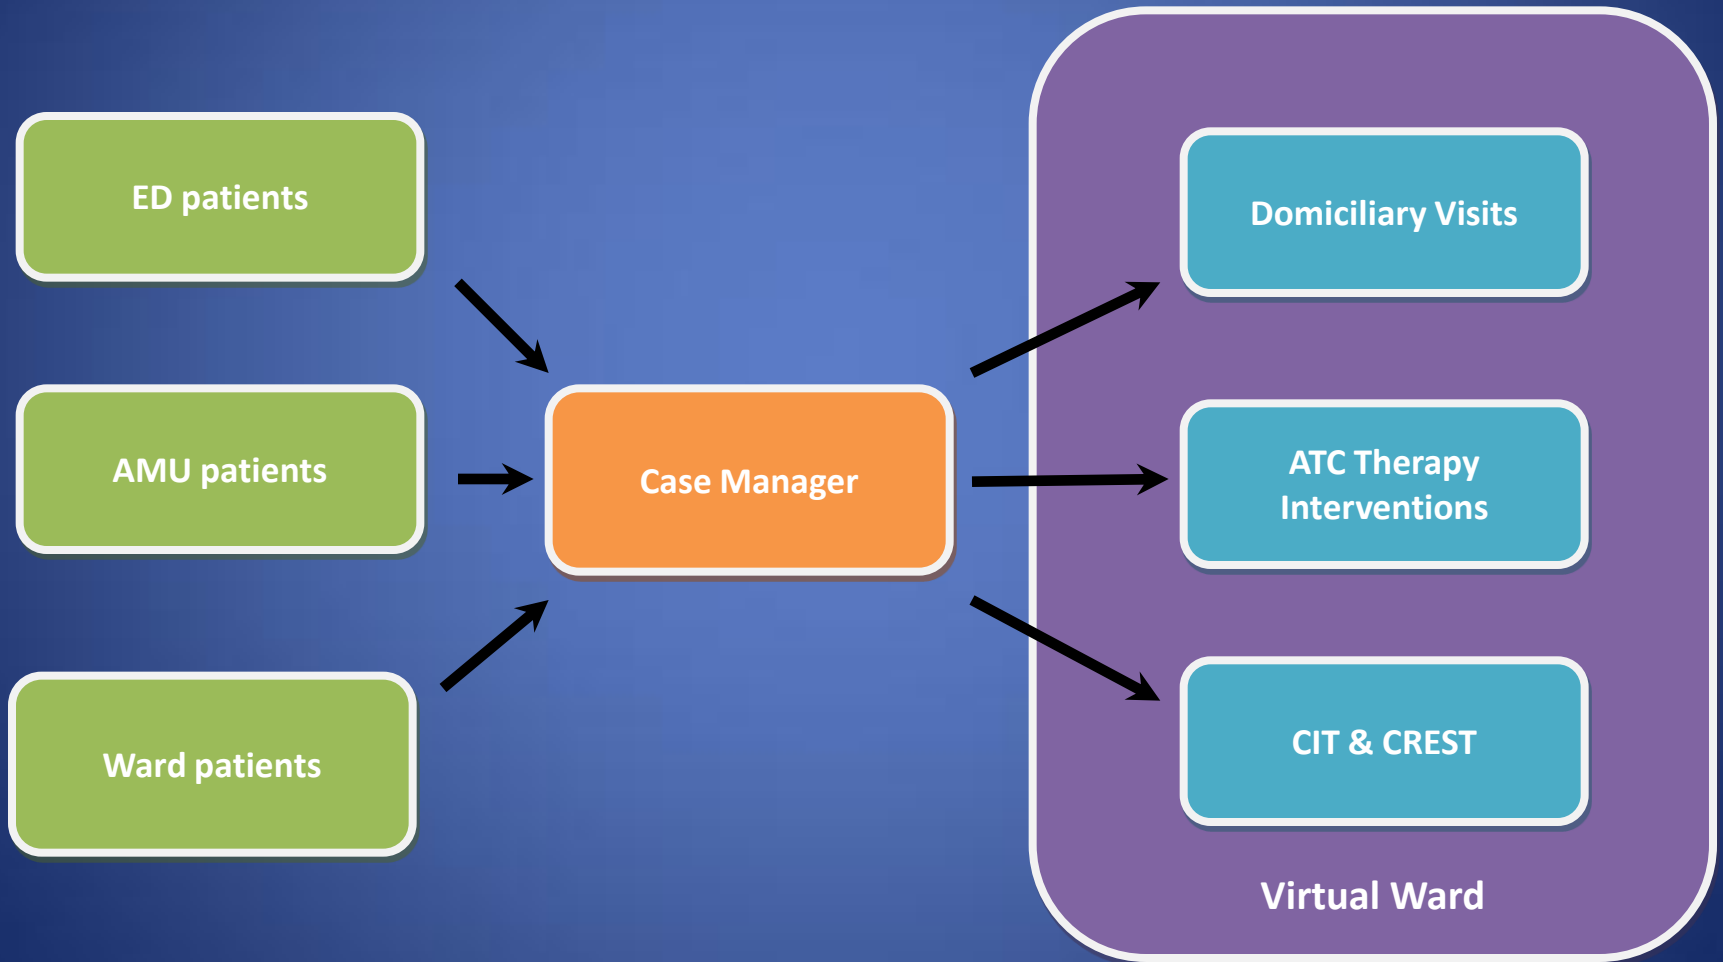 ED patients
AMU patients
Ward patients
Case Manager
Domiciliary Visits
ATC Therapy
Interventions
CIT & CREST
Virtual Ward